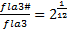 fla3#/fla3 = 2^(1/12)